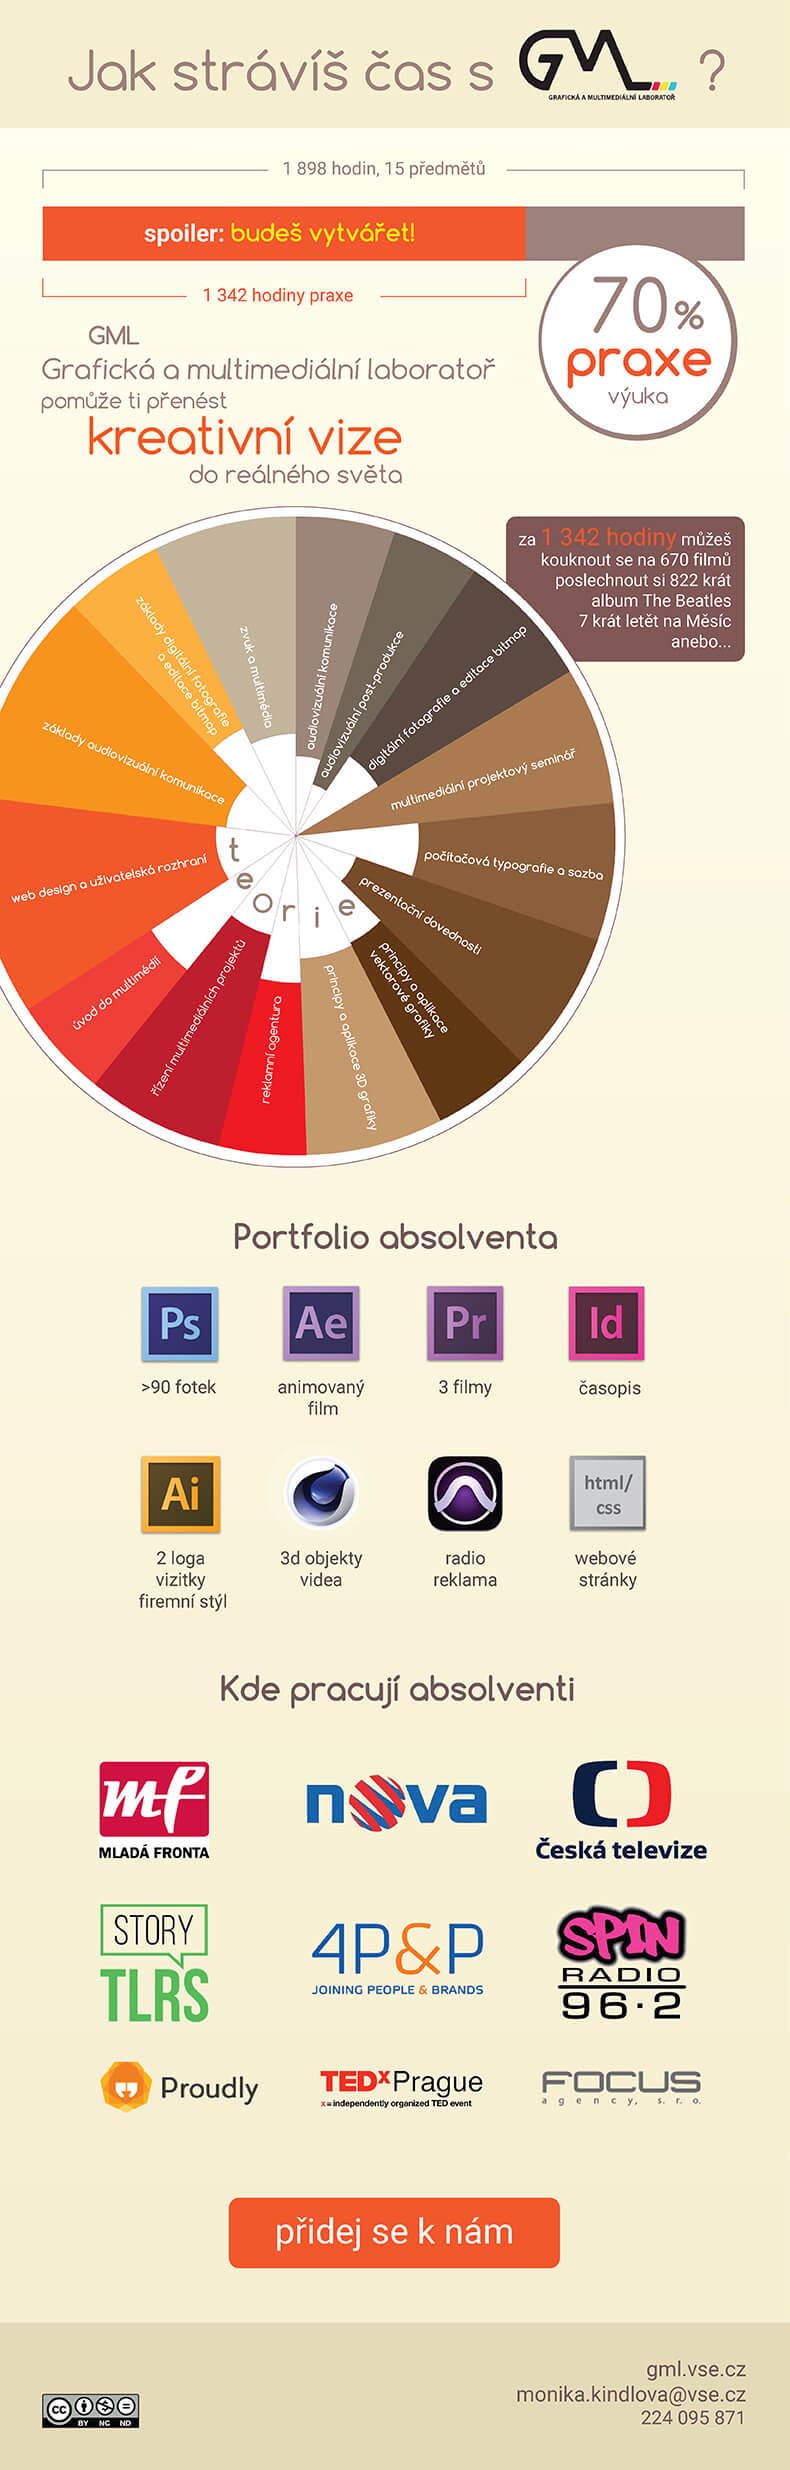 Jak strávíš čas s GML ?
GRAFICKÁ A MULTIMEDIÁLNÍ LABORATOŘ
1 898 hodin, 15 předmětů
spoiler: budeš vytvářet!
1 342 hodiny praxe
70%
praxe
výuka
GML
Grafická a multimediální laboratoř
pomůže ti přenést
kreativní vize
do reálného světa
za 1 342 hodiny můžeš
kouknout se na 670 filmů
poslechnout si 822 krát
album The Beatles
7 krát letět na Měsíc
anebo...
audiovizuální komunikace
audiovizuální post-produkce
digitální fotografie a editace bitmap
multimediální projektový seminář
počítačová typografie a sazba
prezentační dovednosti
principy a aplikace
vektorové grafiky
principy a aplikace 3D grafiky
reklamní agentura
řízení multimediálních projektů
úvod do multimédií
web design a uživatelská rozhraní
základy audiovizuální komunikace
základy digitální fotografie
a editace bitmap
zvuk a multimédia
teorie
Portfolio absolventa
Ps
Ae
Pr
Id
>90 fotek
animovaný
film
3 filmy
časopis
Ai
html/
css
2 loga
vizitky
firemní stýl
3d objekty
videa
radio
reklama
webové
stránky
Kde pracují absolventi
mf
MLADÁ FRONTA
nova
Česká televize
STORY
TLRS
4P&P
JOINING PEOPLE & BRANDS
SPIN
RADIO
96·2
Proudly
TEDxPrague
x = independently organized TED event
FOCUS
agency, s.r.o.
přidej se k nám
gml.vse.cz
monika.kindlova@vse.cz
224 095 871
cc
BY NC ND